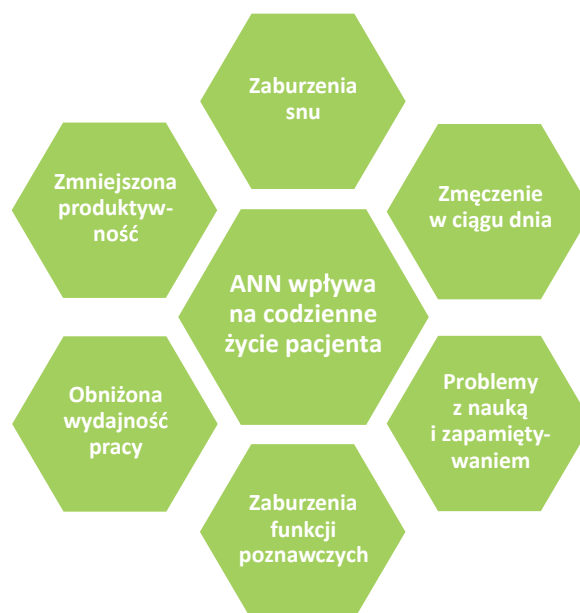 Zaburzenia
snu
Zmniejszona
produktyw-
ność
Zmęczenie
w ciągu dnia
ANN wpływa
na codzienne
życie pacjenta
Obniżona
wydajność
pracy
Problemy
z nauką
i zapamięty-
waniem
Zaburzenia
funkcji
poznawczych